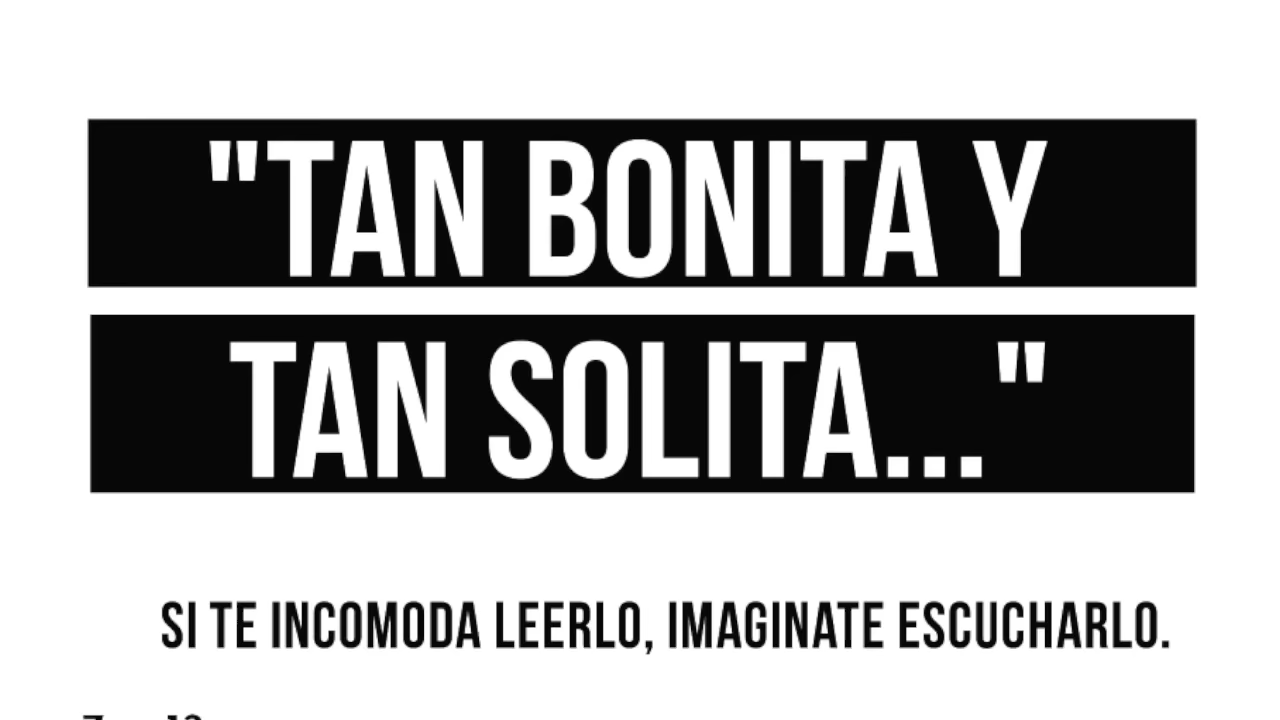 "TAN BONITA Y
TAN SOLITA..."
SI TE INCOMODA LEERLO, IMAGINATE ESCUCHARLO.